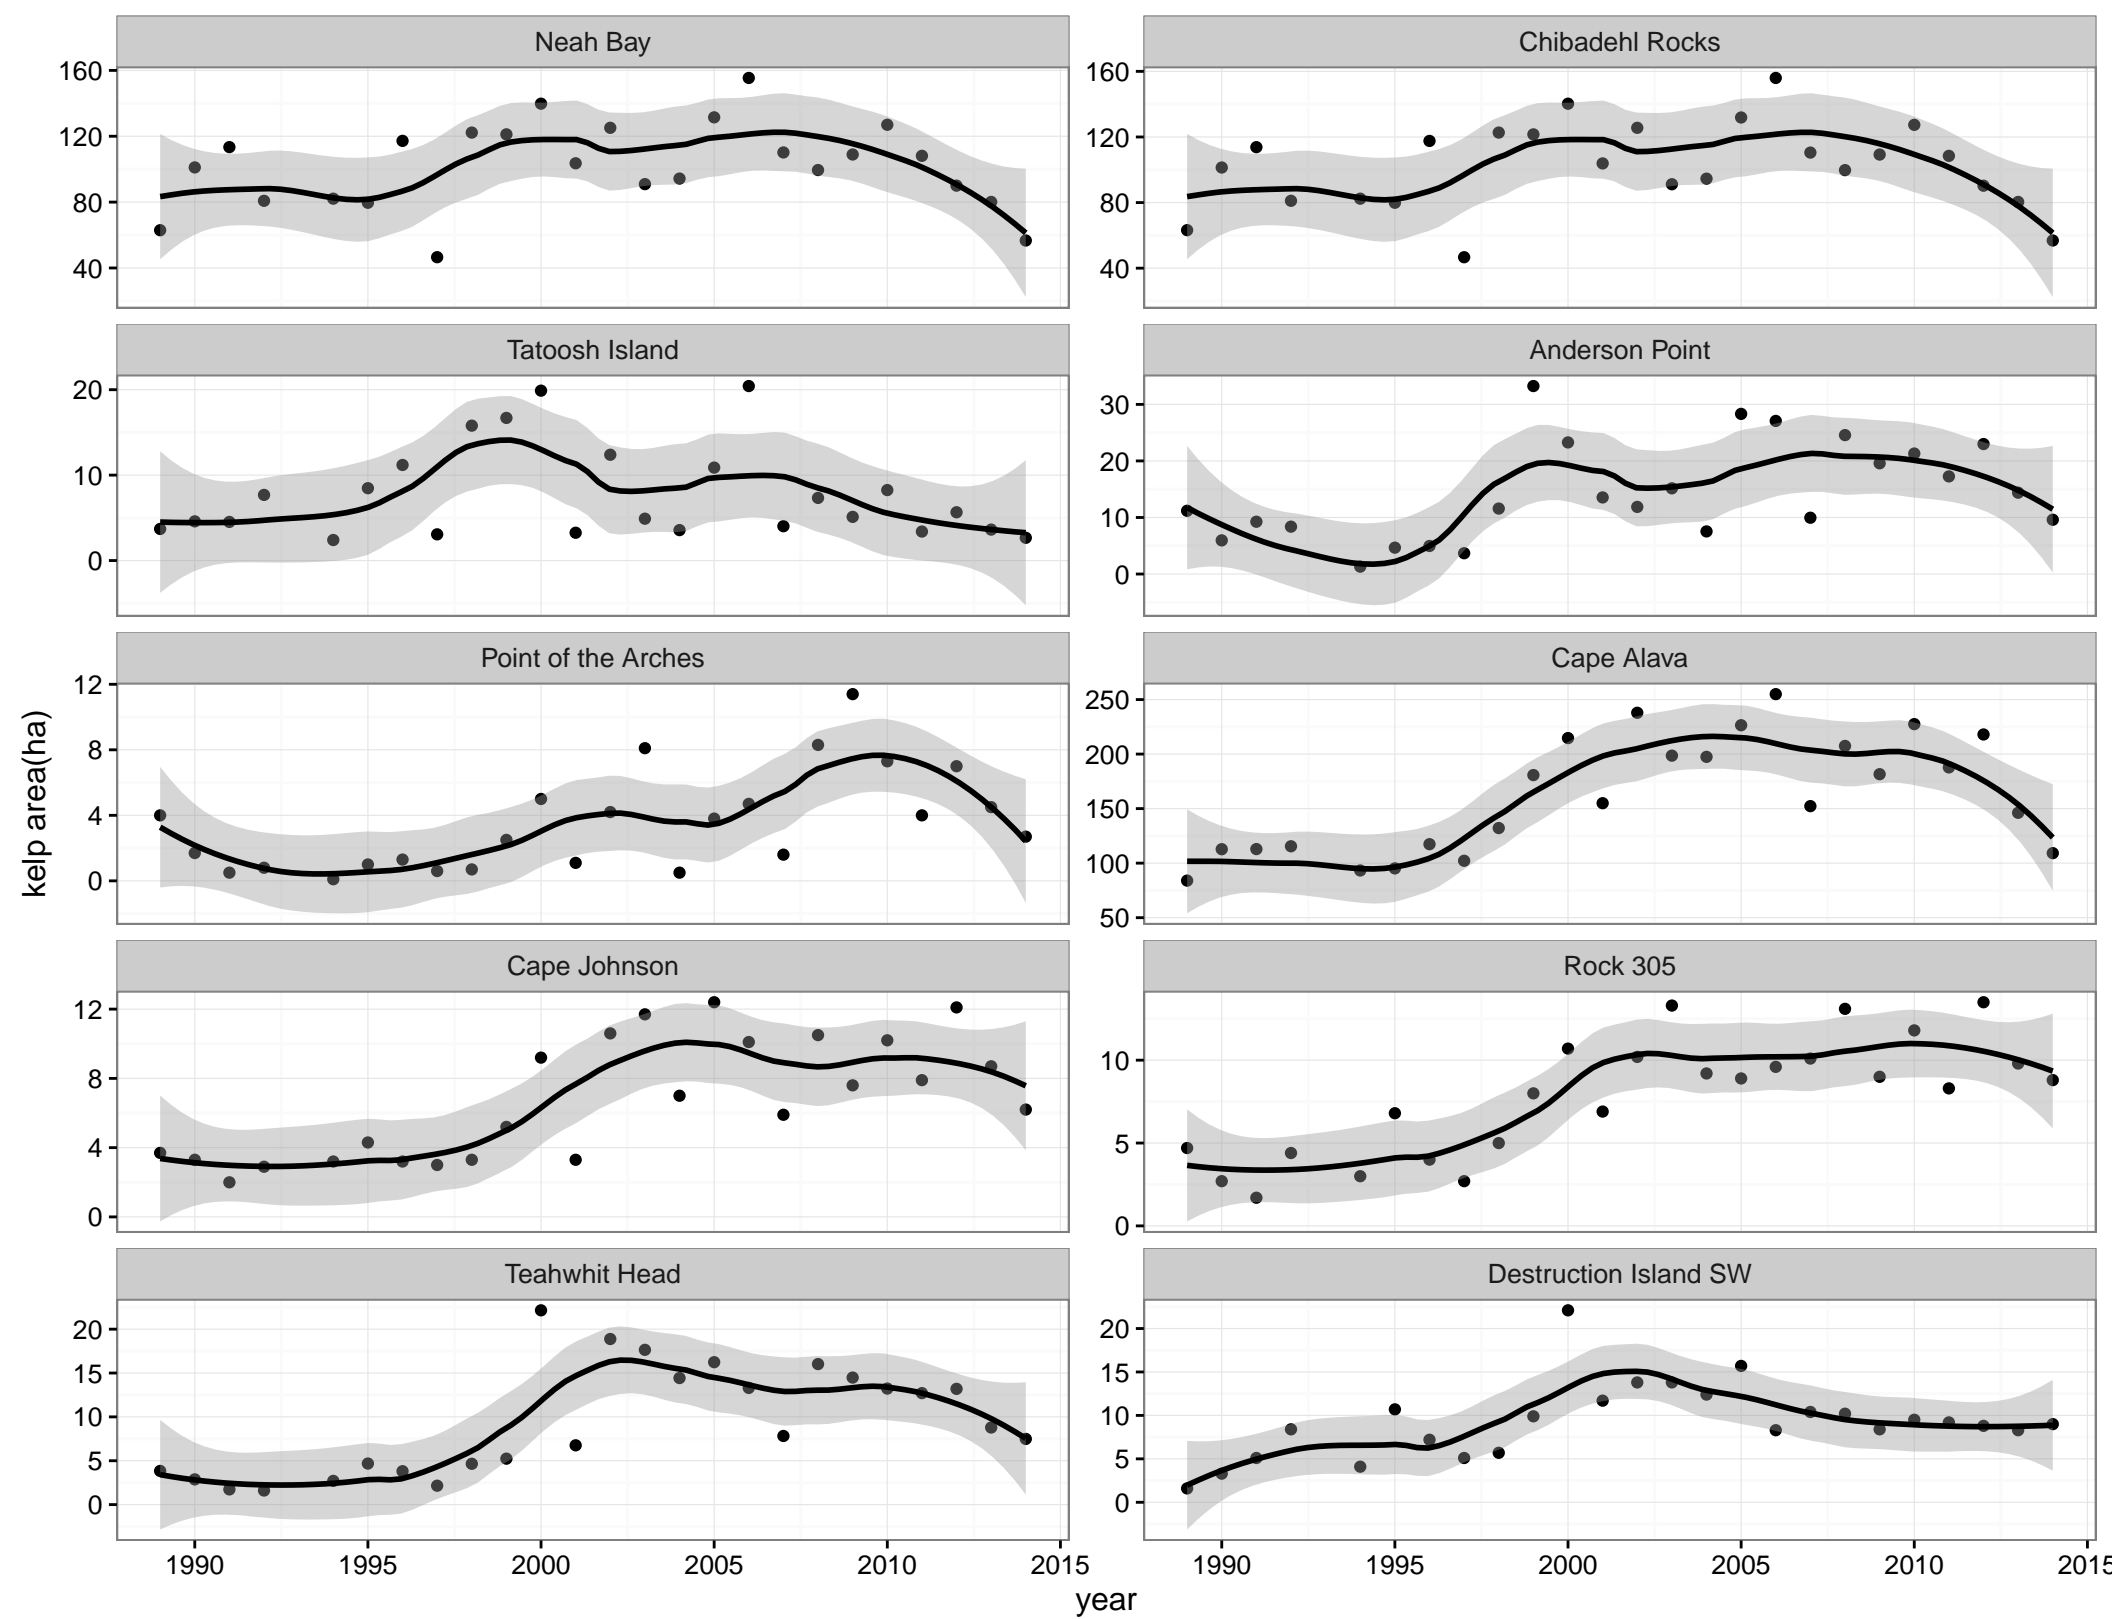 Neah Bay
Chibadehl Rocks
160
120
80
40
160
120
80
40
Tatoosh Island
Anderson Point
20
10
0
30
20
10
0
Point of the Arches
Cape Alava
12
8
4
0
250
200
150
100
50
kelp area(ha)
Cape Johnson
Rock 305
12
8
4
0
10
5
0
Teahwhit Head
Destruction Island SW
20
15
10
5
0
20
15
10
5
0
1990 1995 2000 2005 2010 2015
1990 1995 2000 2005 2010 2015
year